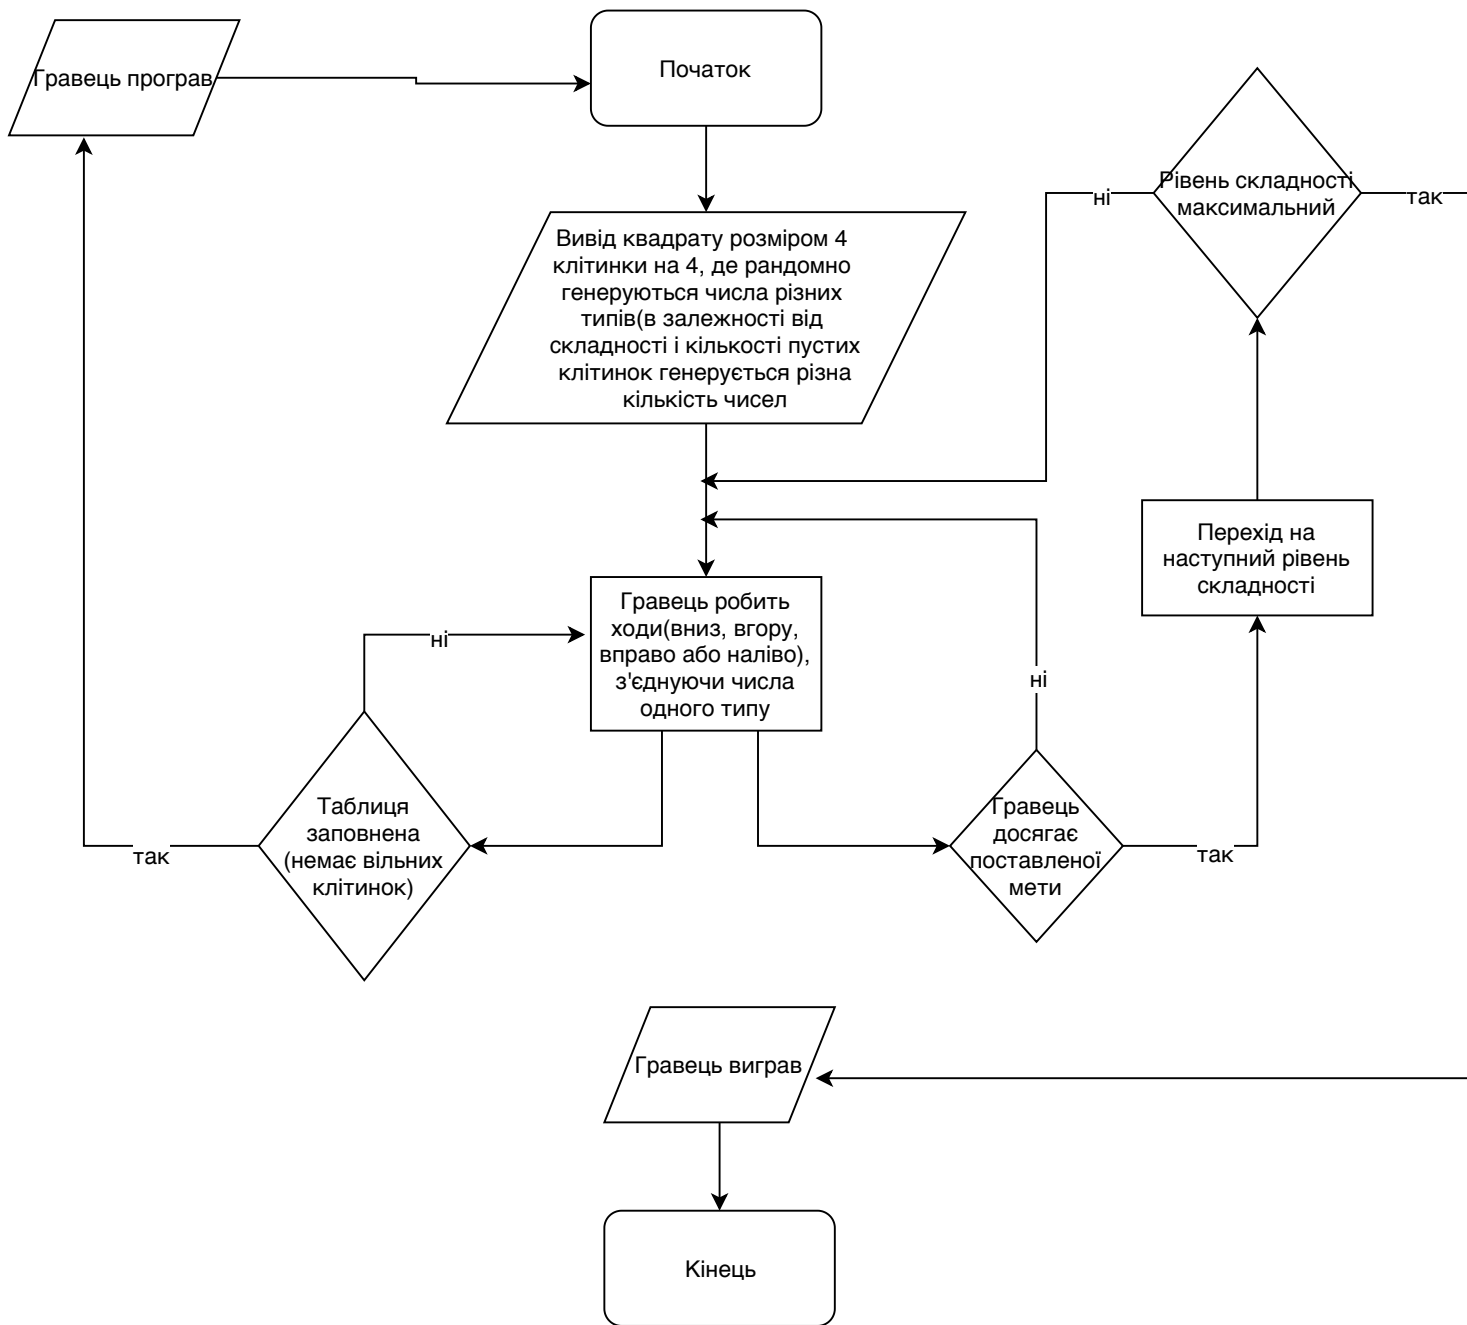 Гравець програв
Початок
Рівень складності
максимальний
ні
так
Вивід квадрату розміром 4
клітинки на 4, де рандомно
генеруються числа різних
типів(в залежності від
складності і кількості пустих
клітинок генерується різна
кількість чисел
Перехід на
наступний рівень
складності
Гравець робить
ходи(вниз, вгору,
вправо або наліво),
з'єднуючи числа
одного типу
ні
ні
Таблиця
заповнена
(немає вільних
клітинок)
так
Гравець
досягає
поставленої
мети
так
Гравець виграв
Кінець